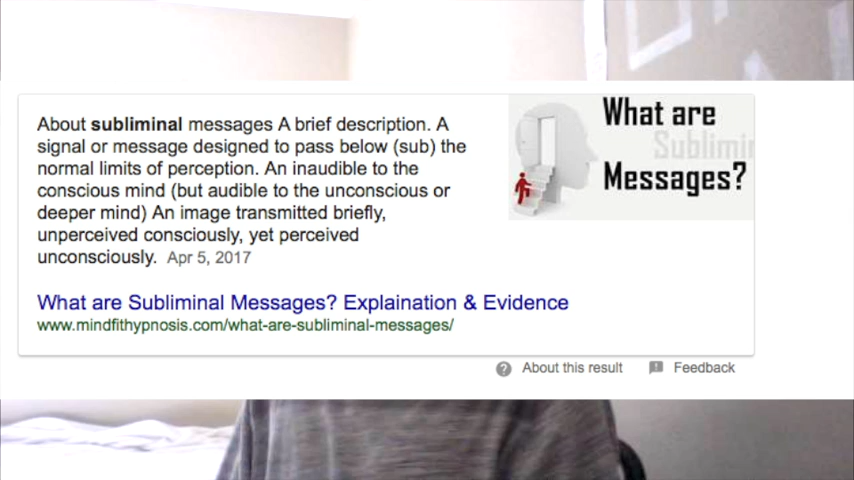 About subliminal messages A brief description. A
signal or message designed to pass below (sub) the
normal limits of perception. An inaudible to the
conscious mind (but audible to the unconscious or
deeper mind) An image transmitted briefly,
unperceived consciously, yet perceived
unconsciously. Apr 5, 2017
What are
Sublimi
Messages?
What are Subliminal Messages? Explaination & Evidence
www.mindfithypnosis.com/what-are-subliminal-messages/
About this result
Feedback